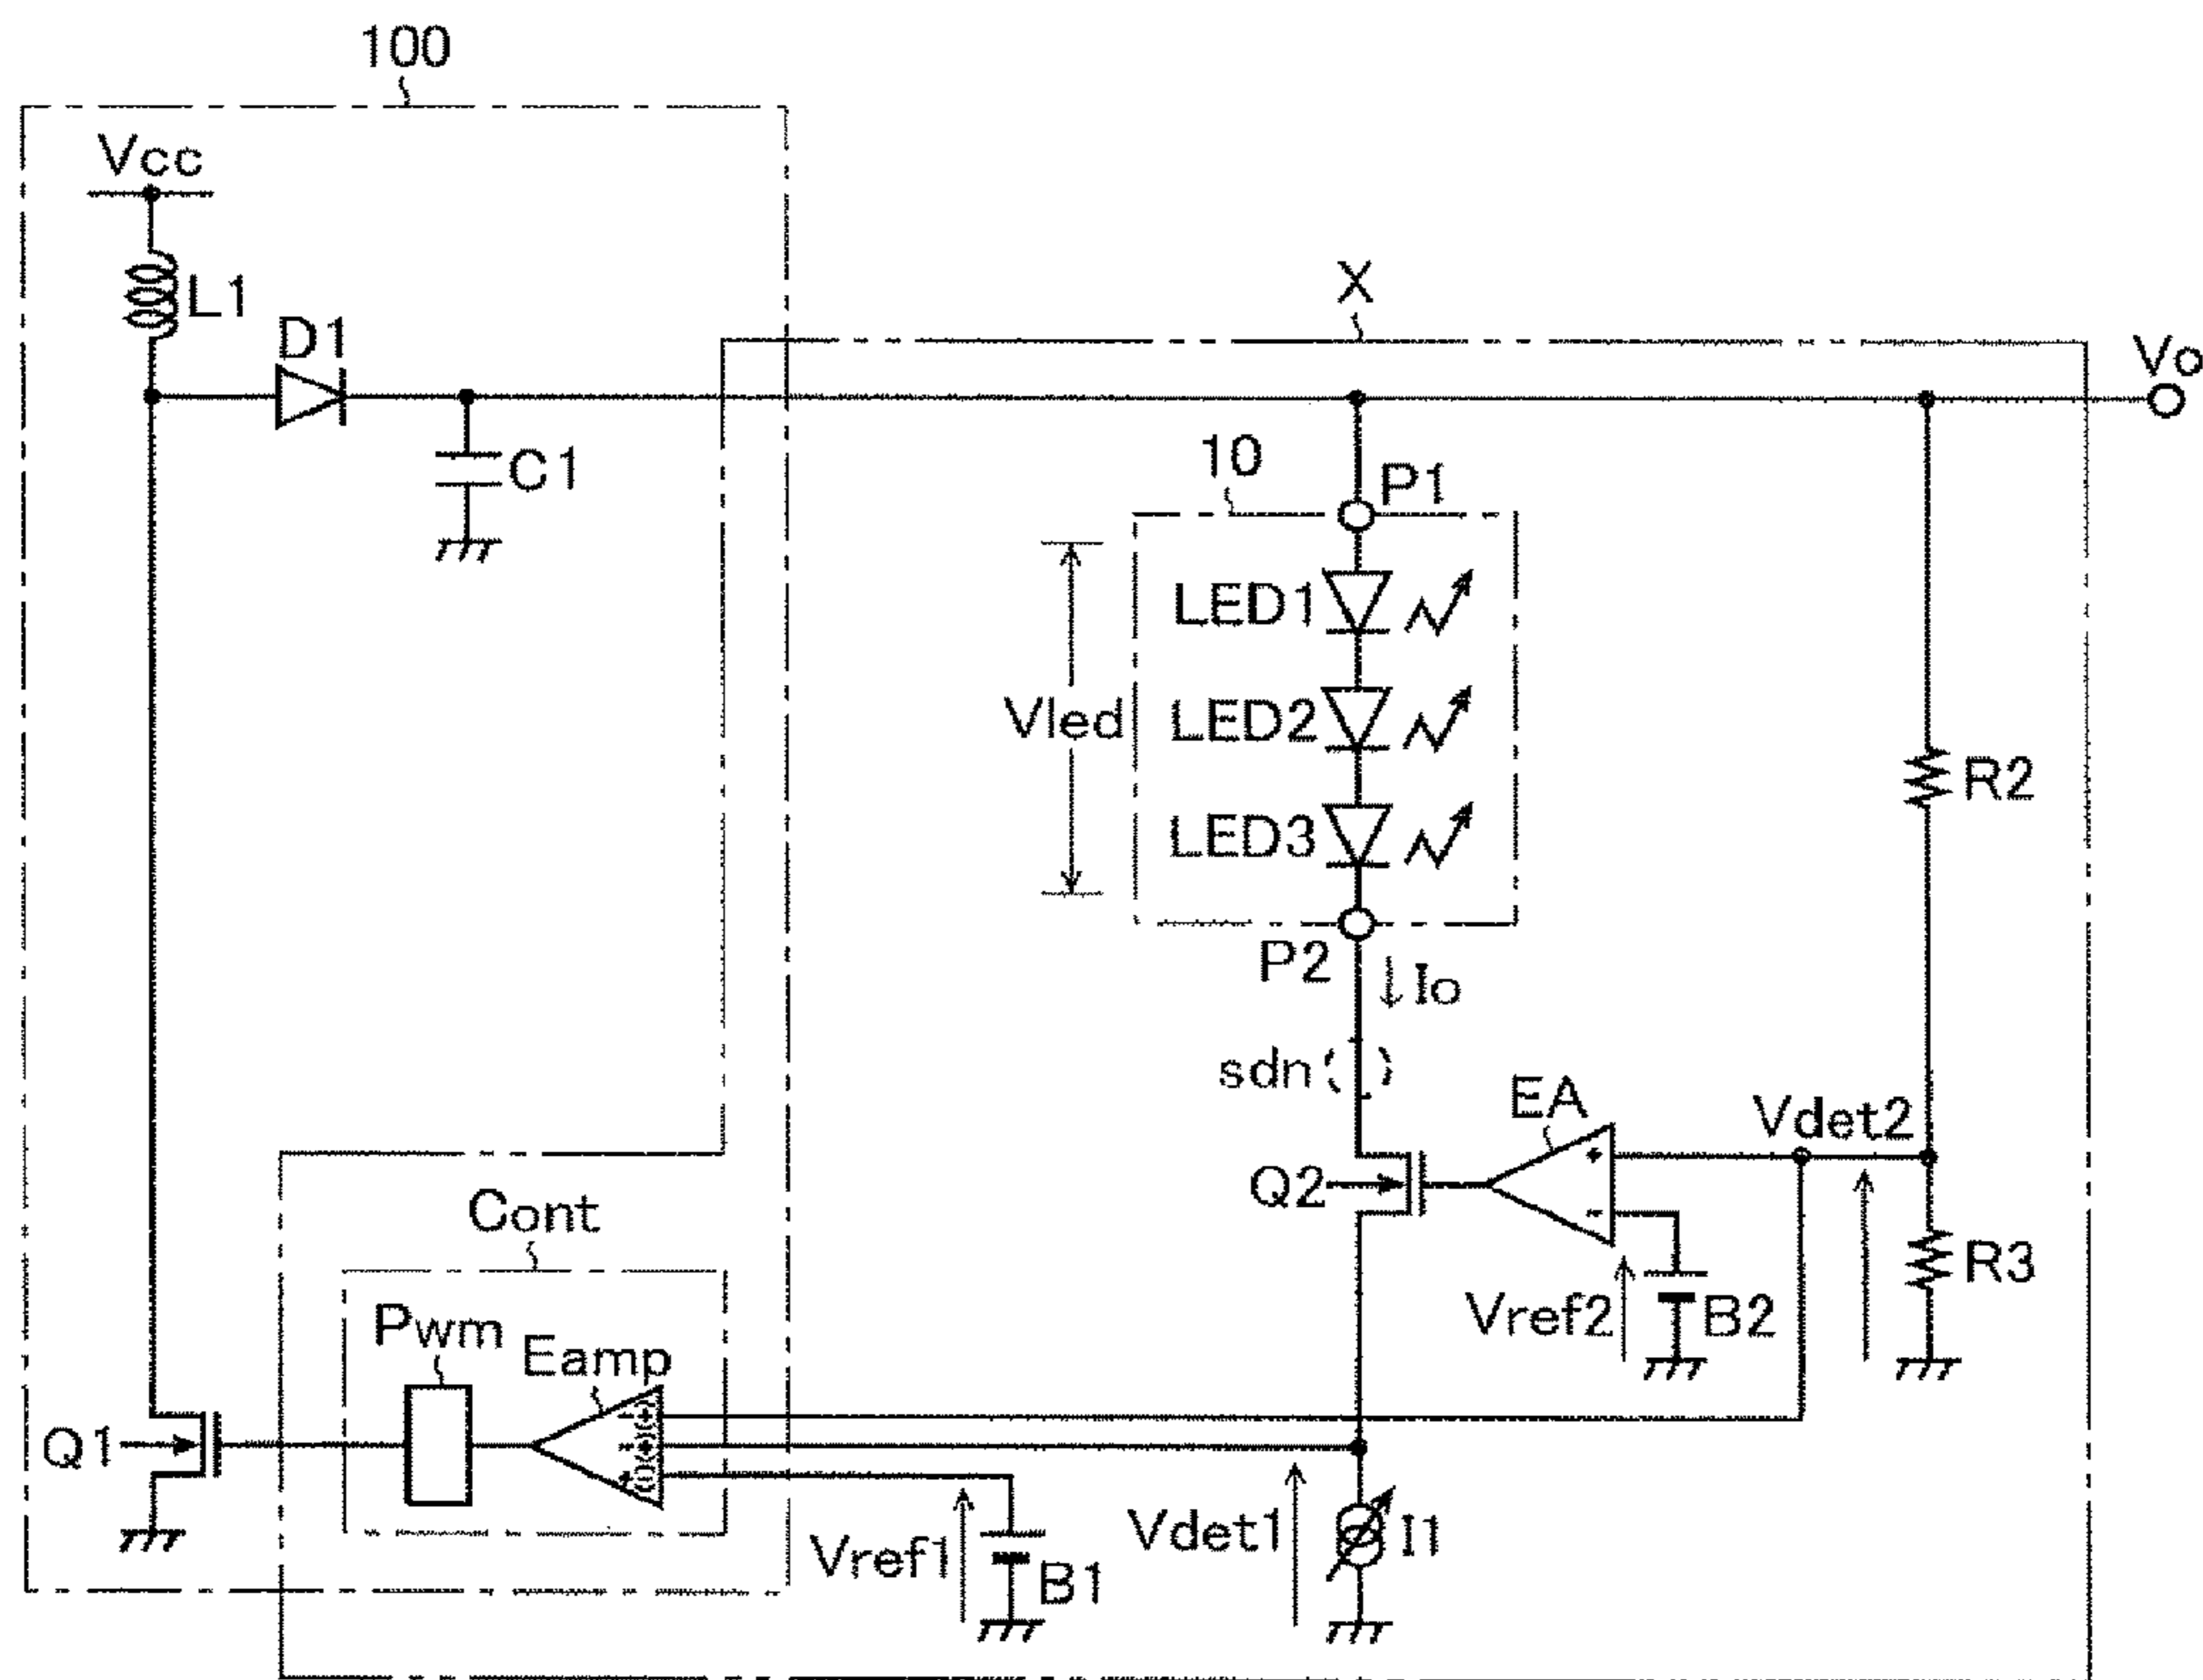 100
Vcc
L1
D1
C1
X
Vo
10
P1
LED1
LED2
LED3
Vled
P2
Io
sdn
R2
EA
Vdet2
Q2
+
-
Vref2
B2
R3
Cont
Pwm
Eamp
Q1
Vref1
B1
Vdet1
I1